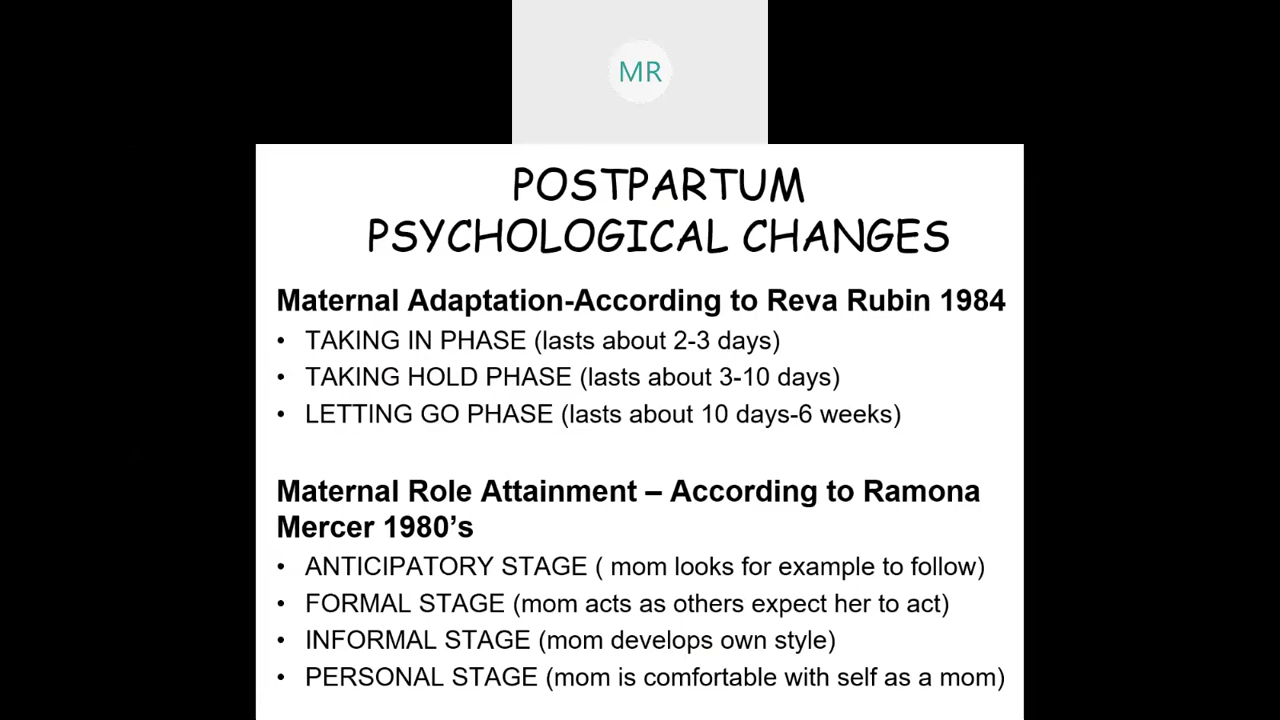 MR
POSTPARTUM
PSYCHOLOGICAL CHANGES
Maternal Adaptation-According to Reva Rubin 1984
• TAKING IN PHASE (lasts about 2-3 days)
• TAKING HOLD PHASE (lasts about 3-10 days)
• LETTING GO PHASE (lasts about 10 days-6 weeks)
Maternal Role Attainment – According to Ramona
Mercer 1980’s
• ANTICIPATORY STAGE ( mom looks for example to follow)
• FORMAL STAGE (mom acts as others expect her to act)
• INFORMAL STAGE (mom develops own style)
• PERSONAL STAGE (mom is comfortable with self as a mom)